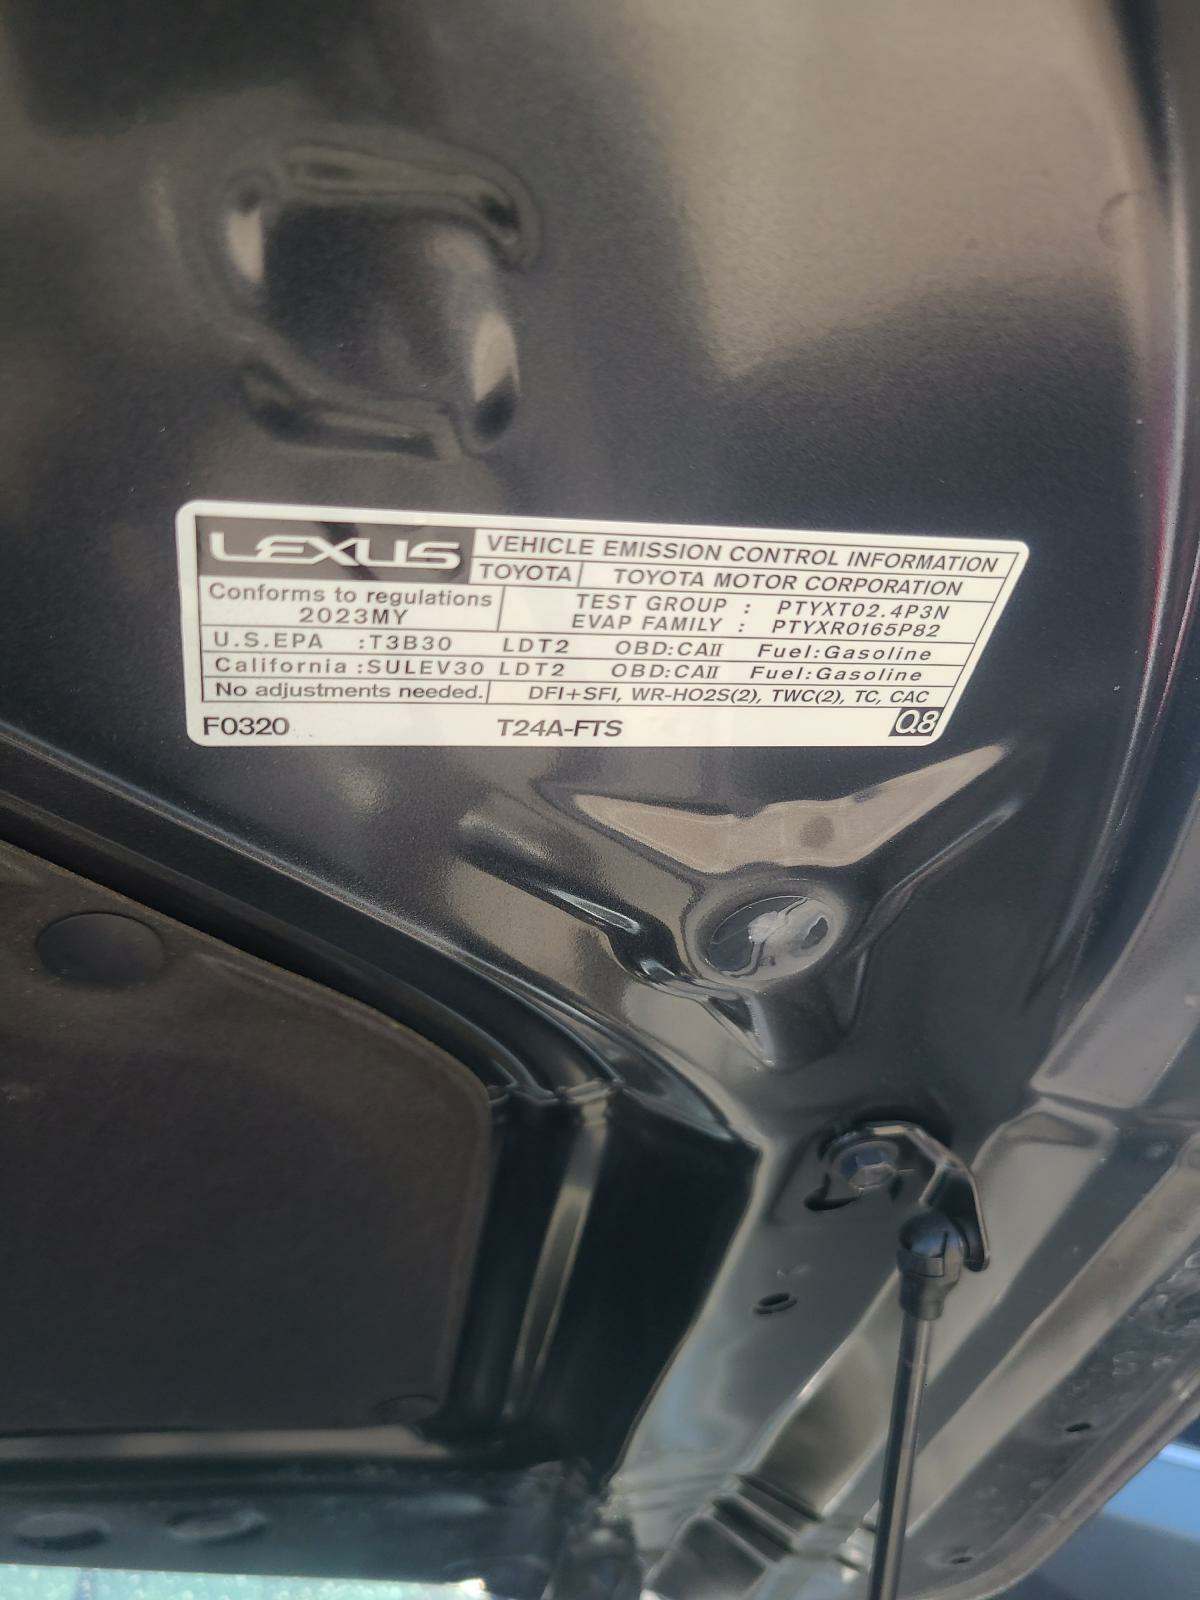 LEXUS VEHICLE EMISSION CONTROL INFORMATION
TOYOTA TOYOTA MOTOR CORPORATION
Conforms to regulations
2023MY
TEST GROUP : PTYXT02.4P3N
EVAP FAMILY : PTYXR0165P82
U.S.EPA :T3B30 LDT2 OBD:CAII Fuel:Gasoline
California :SULEV30 LDT2 OBD:CAII Fuel:Gasoline
No adjustments needed. DFI+SFI, WR-HO2S(2), TWC(2), TC, CAC
F0320 T24A-FTS Q8